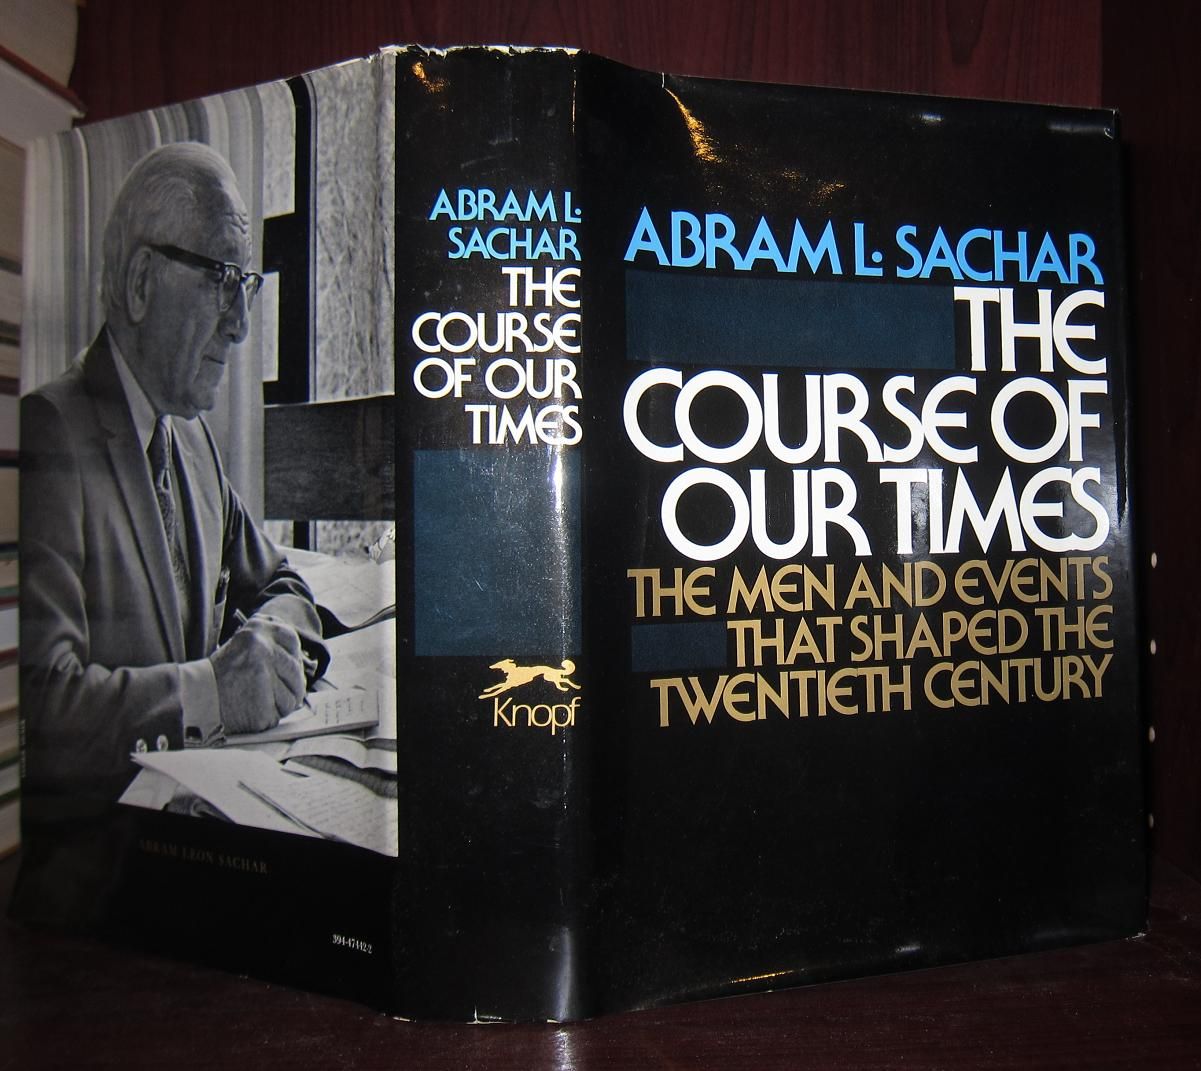 ABRAM L.
SACHAR
THE
COURSE
OF OUR
TIMES
Knopf
ABRAM L. SACHAR
THE
COURSE OF
OUR TIMES
THE MEN AND EVENTS
THAT SHAPED THE
TWENTIETH CENTURY
ABRAM LEON SACHAR
394-47442-2